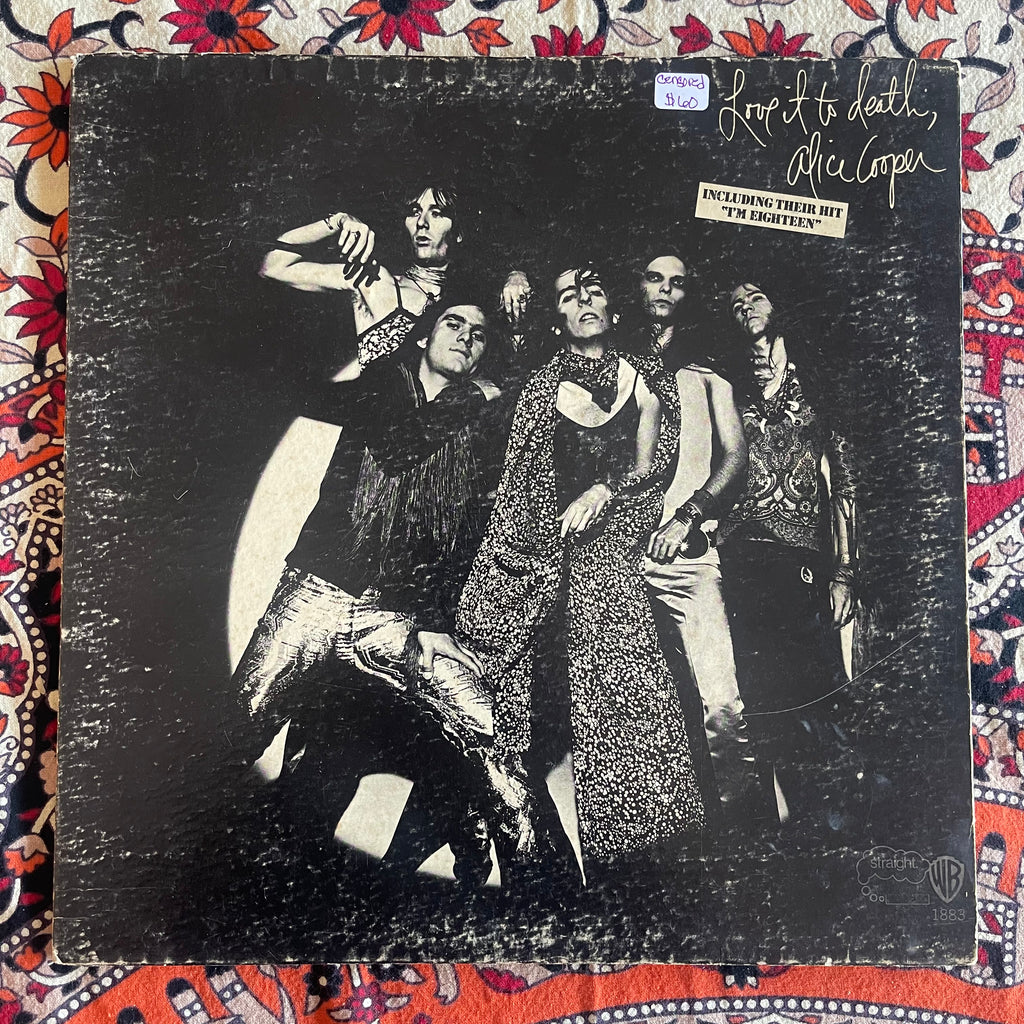 censored
$60
Love it to death,
Alice Cooper
INCLUDING THEIR HIT
"I'M EIGHTEEN"
straight
WB
1883